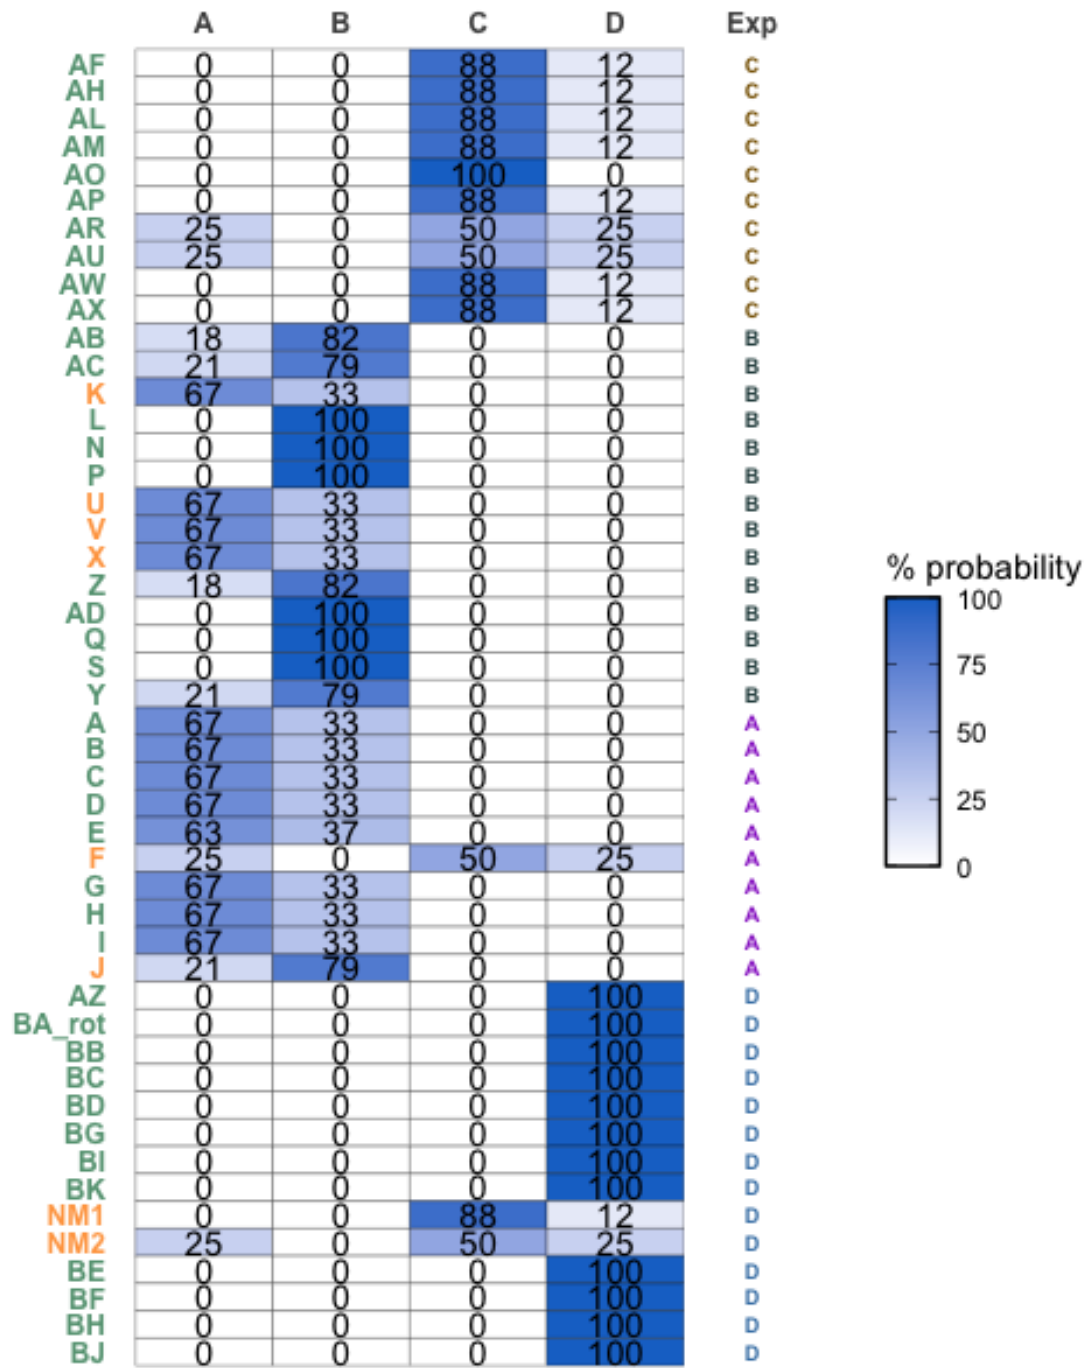 A B C D Exp
AF 0 0 88 12 C
AH 0 0 88 12 C
AL 0 0 88 12 C
AM 0 0 88 12 C
AO 0 0 100 0 C
AP 0 0 88 12 C
AR 25 0 50 25 C
AU 25 0 50 25 C
AW 0 0 88 12 C
AX 0 0 88 12 C
AB 18 82 0 0 B
AC 21 79 0 0 B
K 67 33 0 0 B
L 0 100 0 0 B
N 0 100 0 0 B
P 0 100 0 0 B
U 67 33 0 0 B
V 67 33 0 0 B
X 67 33 0 0 B
Z 18 82 0 0 B
AD 0 100 0 0 B
Q 0 100 0 0 B
S 0 100 0 0 B
Y 21 79 0 0 B
A 67 33 0 0 A
B 67 33 0 0 A
C 67 33 0 0 A
D 67 33 0 0 A
E 63 37 0 0 A
F 25 0 50 25 A
G 67 33 0 0 A
H 67 33 0 0 A
I 67 33 0 0 A
J 21 79 0 0 A
AZ 0 0 0 100 D
BA_rot 0 0 0 100 D
BB 0 0 0 100 D
BC 0 0 0 100 D
BD 0 0 0 100 D
BG 0 0 0 100 D
BI 0 0 0 100 D
BK 0 0 0 100 D
NM1 0 0 88 12 D
NM2 25 0 50 25 D
BE 0 0 0 100 D
BF 0 0 0 100 D
BH 0 0 0 100 D
BJ 0 0 0 100 D
% probability
100
75
50
25
0